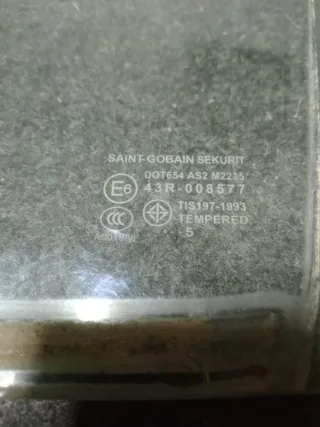 SAINT-GOBAIN SEKURIT
DOT654 AS2 M2235
E6 43R-008577
TIS197-1993
TEMPERED
5